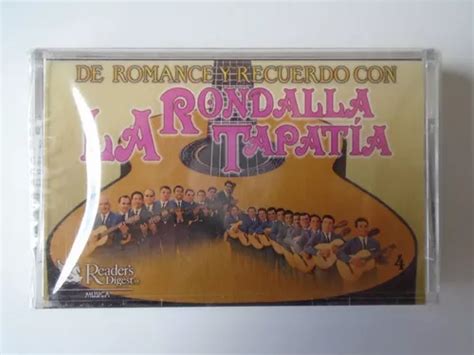 DE ROMANCE Y RECUERDO CON
LA RONDALLA
TAPATÍA
Reader's
Digest
MUSICA
4